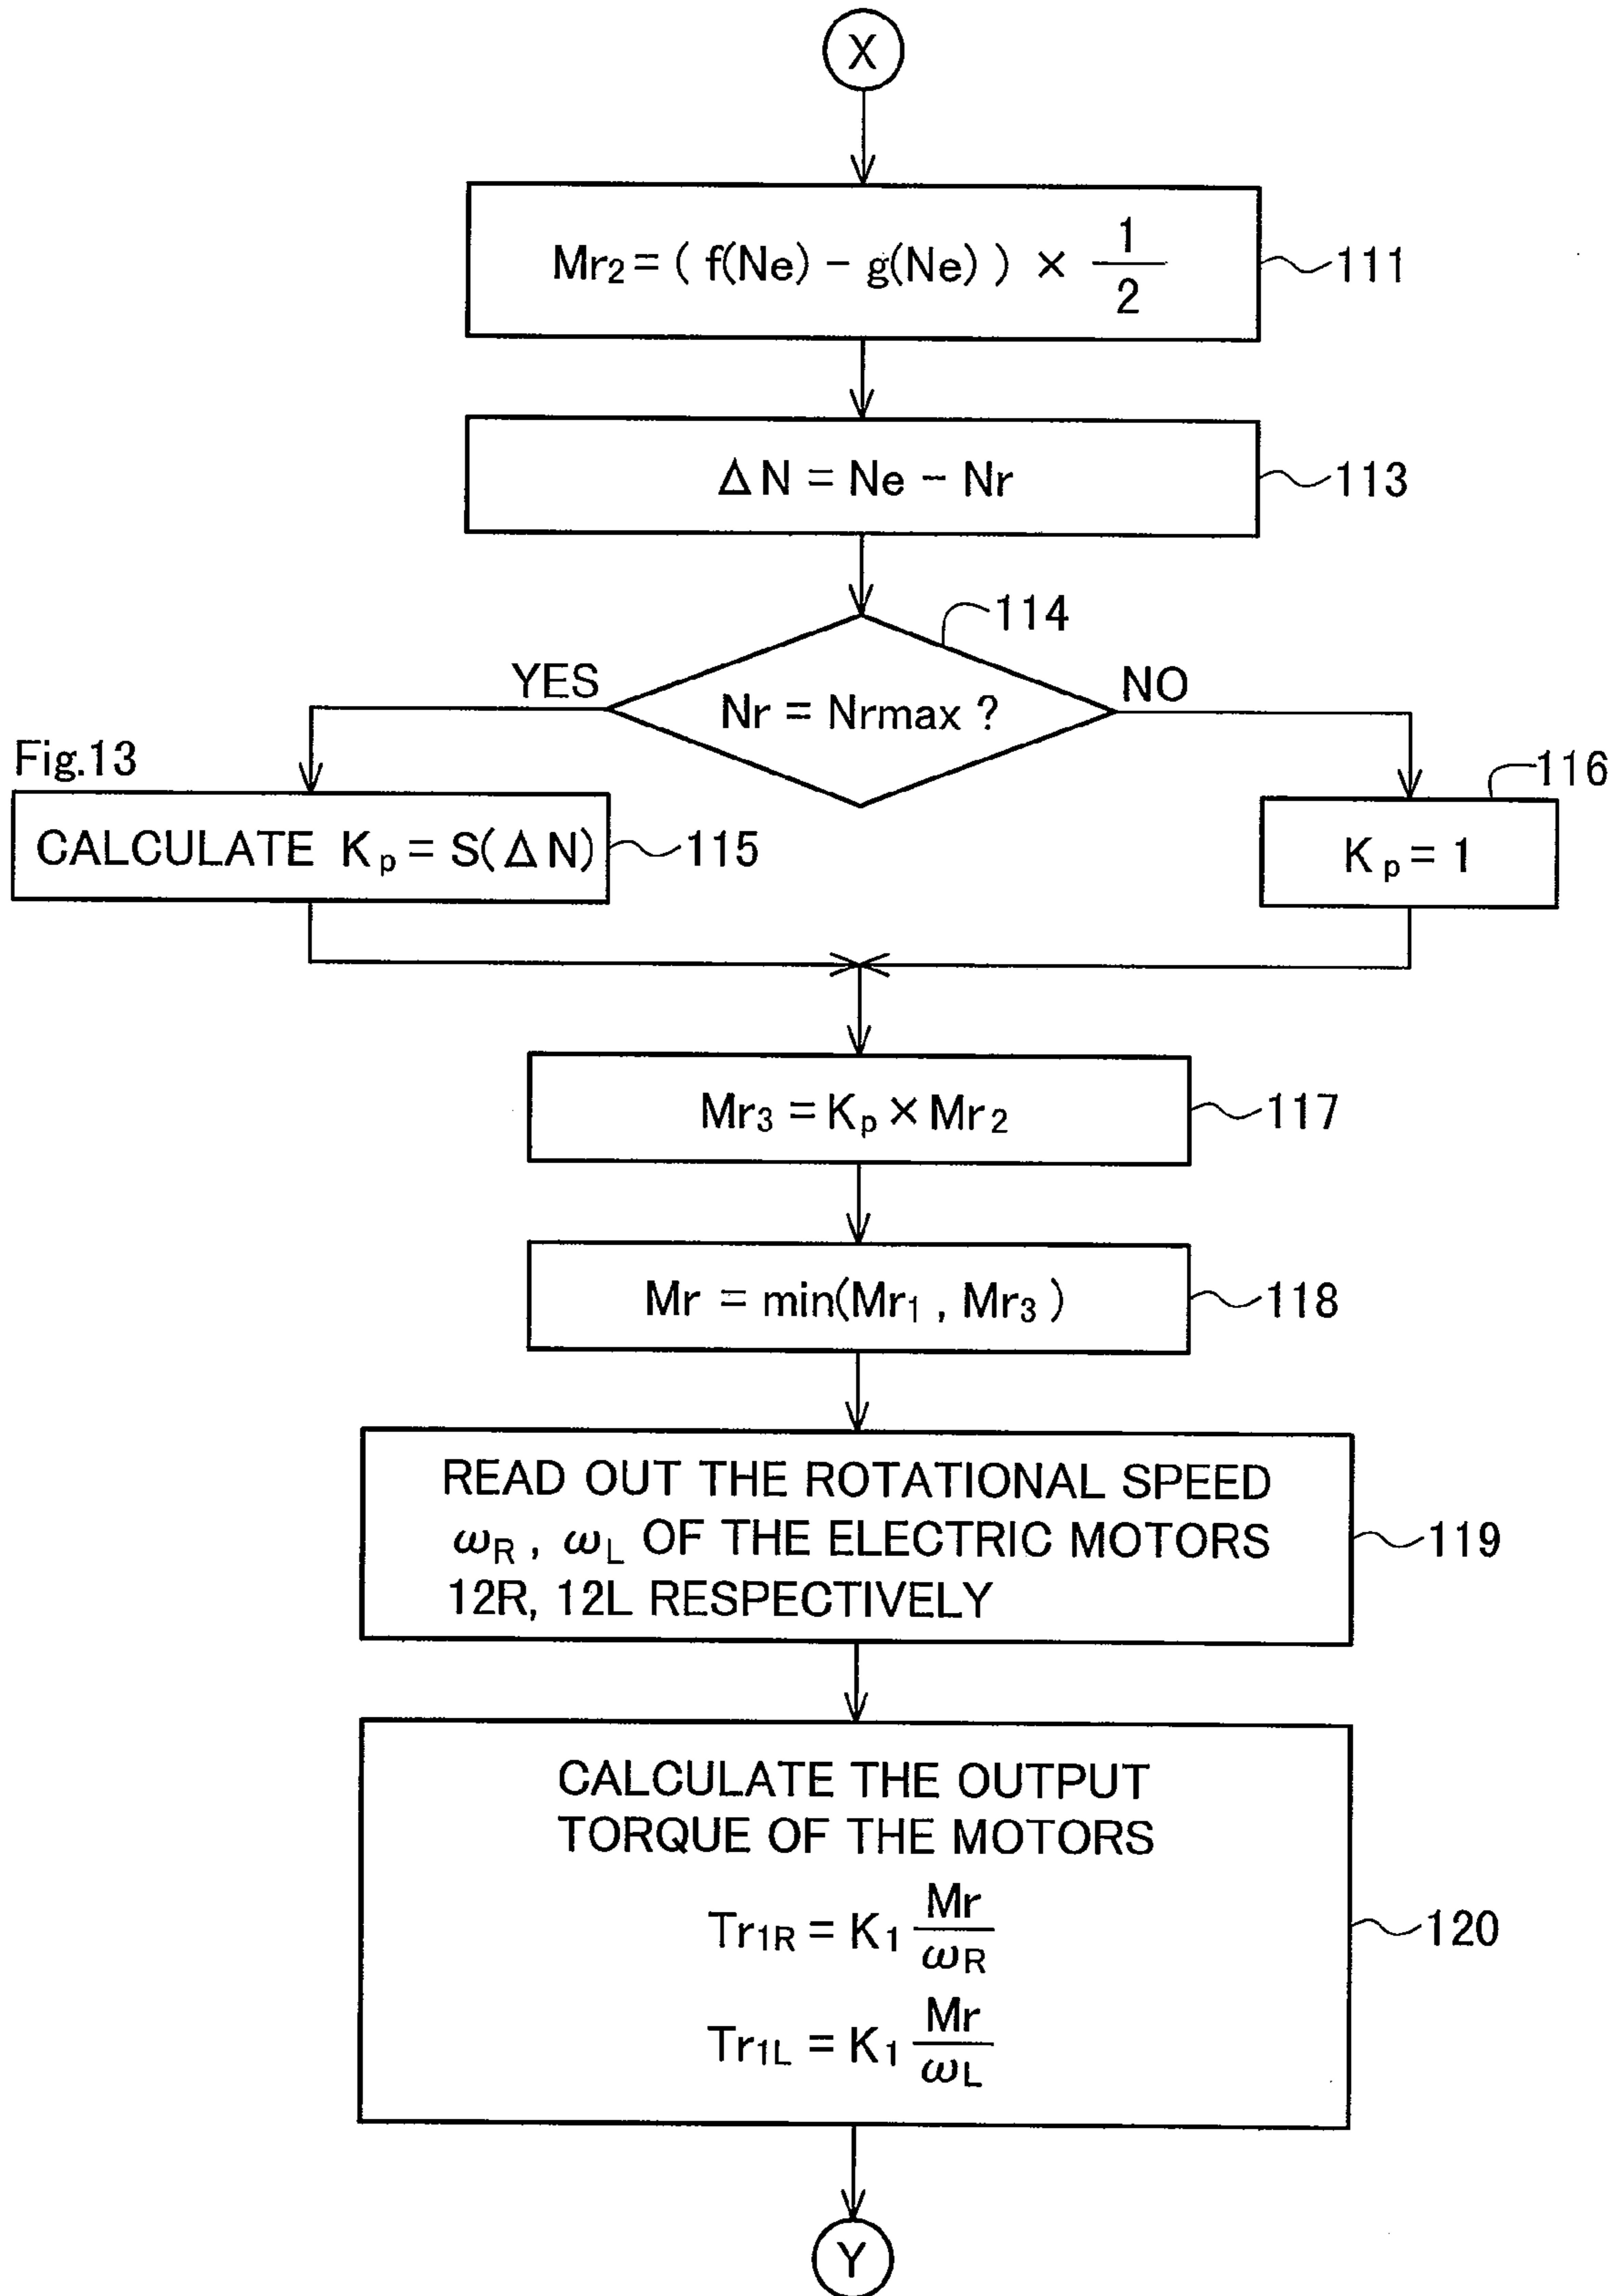 X
Mr2 = ( f(Ne) - g(Ne) ) × 1/2
111
ΔN = Ne - Nr
113
114
YES
Nr = Nrmax ?
NO
Fig.13
116
CALCULATE Kp = S(ΔN)
115
Kp = 1
Mr3 = Kp × Mr2
117
Mr = min(Mr1 , Mr3 )
118
READ OUT THE ROTATIONAL SPEED
ωR , ωL OF THE ELECTRIC MOTORS
12R, 12L RESPECTIVELY
119
CALCULATE THE OUTPUT
TORQUE OF THE MOTORS
Tr1R = K1 Mr/ωR
120
Tr1L = K1 Mr/ωL
Y